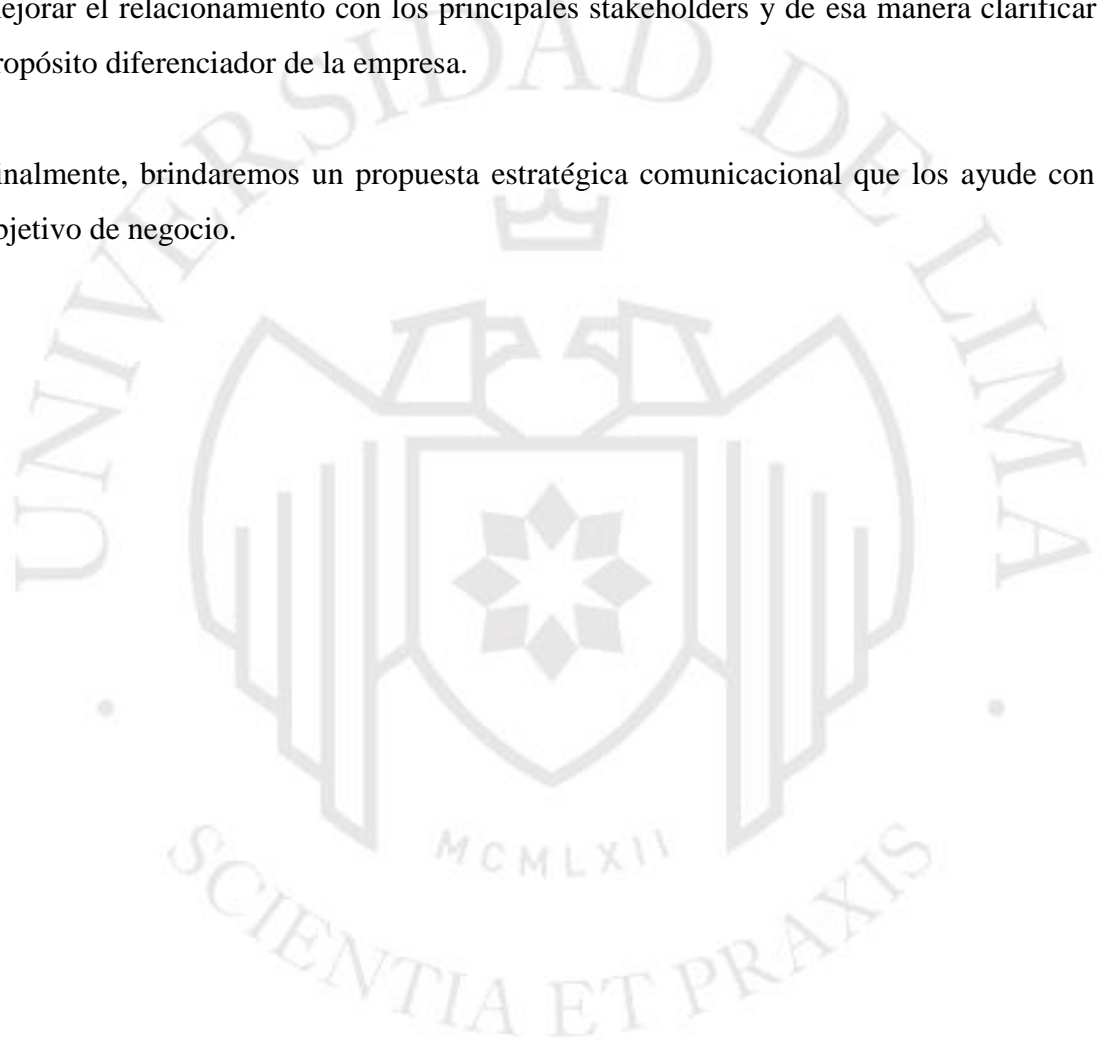 ejorar el relacionamiento con los principales stakeholders y de esa manera clarificar
ropósito diferenciador de la empresa.
inalmente, brindaremos un propuesta estratégica comunicacional que los ayude con
jetivo de negocio.
UNIVERSIDAD DE LIMA
MCMLXII
SCIENTIA ET PRAXIS